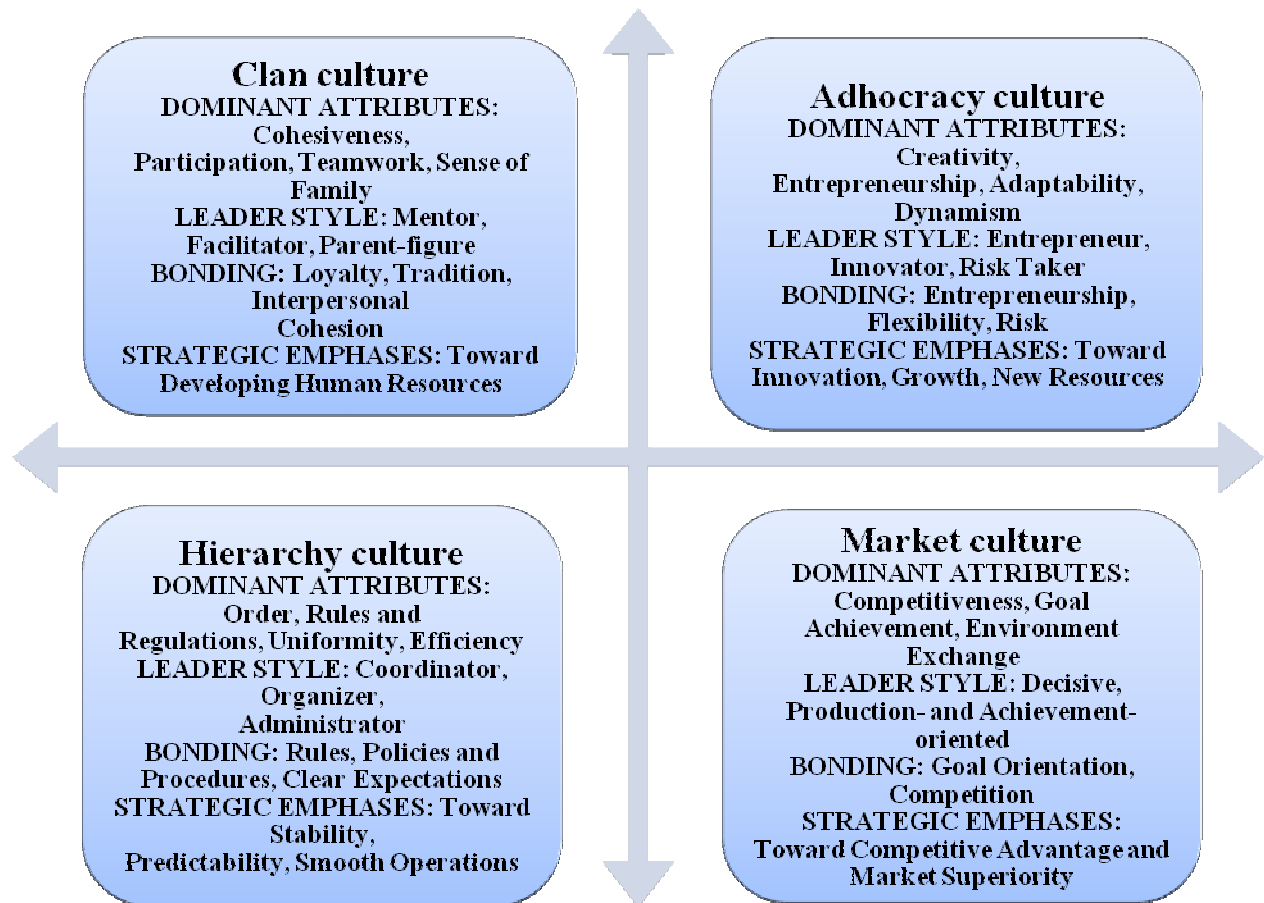 Clan culture
DOMINANT ATTRIBUTES:
Cohesiveness,
Participation, Teamwork, Sense of
Family
LEADER STYLE: Mentor,
Facilitator, Parent-figure
BONDING: Loyalty, Tradition,
Interpersonal
Cohesion
STRATEGIC EMPHASES: Toward
Developing Human Resources
Adhocracy culture
DOMINANT ATTRIBUTES:
Creativity,
Entrepreneurship, Adaptability,
Dynamism
LEADER STYLE: Entrepreneur,
Innovator, Risk Taker
BONDING: Entrepreneurship,
Flexibility, Risk
STRATEGIC EMPHASES: Toward
Innovation, Growth, New Resources
Hierarchy culture
DOMINANT ATTRIBUTES:
Order, Rules and
Regulations, Uniformity, Efficiency
LEADER STYLE: Coordinator,
Organizer,
Administrator
BONDING: Rules, Policies and
Procedures, Clear Expectations
STRATEGIC EMPHASES: Toward
Stability,
Predictability, Smooth Operations
Market culture
DOMINANT ATTRIBUTES:
Competitiveness, Goal
Achievement, Environment
Exchange
LEADER STYLE: Decisive,
Production- and Achievement-
oriented
BONDING: Goal Orientation,
Competition
STRATEGIC EMPHASES:
Toward Competitive Advantage and
Market Superiority